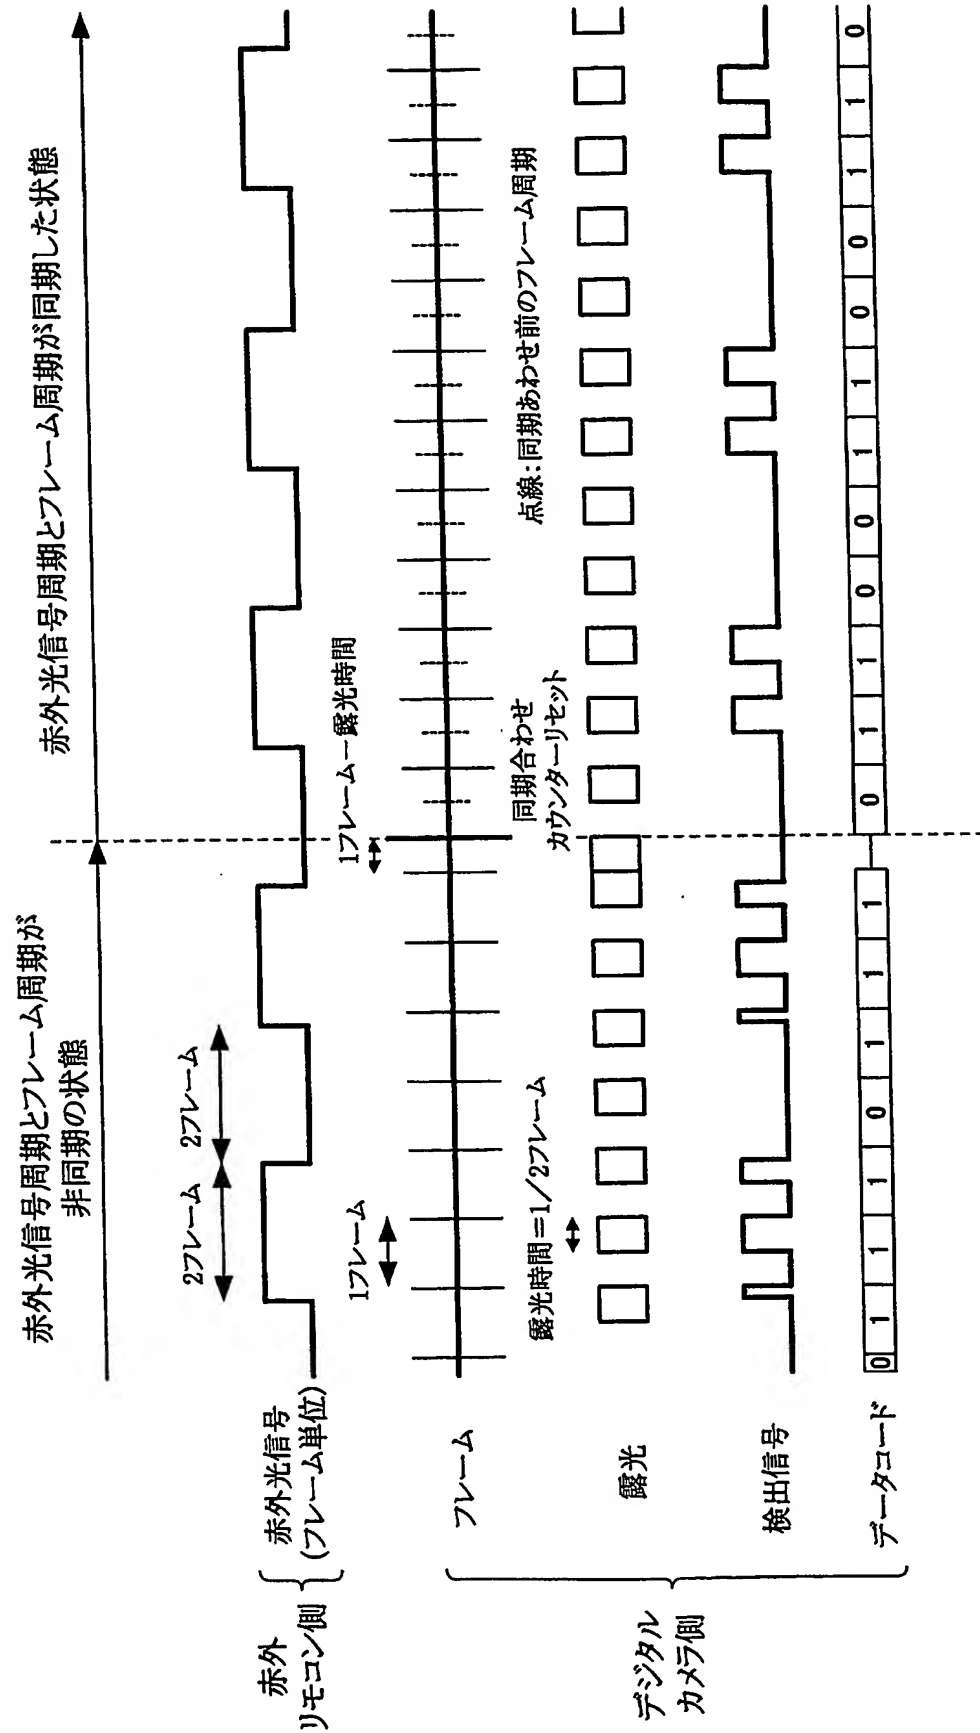 赤外光信号周期とフレーム周期が
非同期の状態
赤外光信号周期とフレーム周期が同期した状態
赤外
リモコン側
赤外光信号
(フレーム単位)
2フレーム
2フレーム
1フレーム
1フレーム－露光時間
デジタル
カメラ側
フレーム
露光時間＝1／2フレーム
同期合わせ
カウンターリセット
点線:同期あわせ前のフレーム周期
露光
検出信号
データコード
0 1 1 1 0 1 1 1 0 1 1 0 0 1 1 0 0 1 1 0